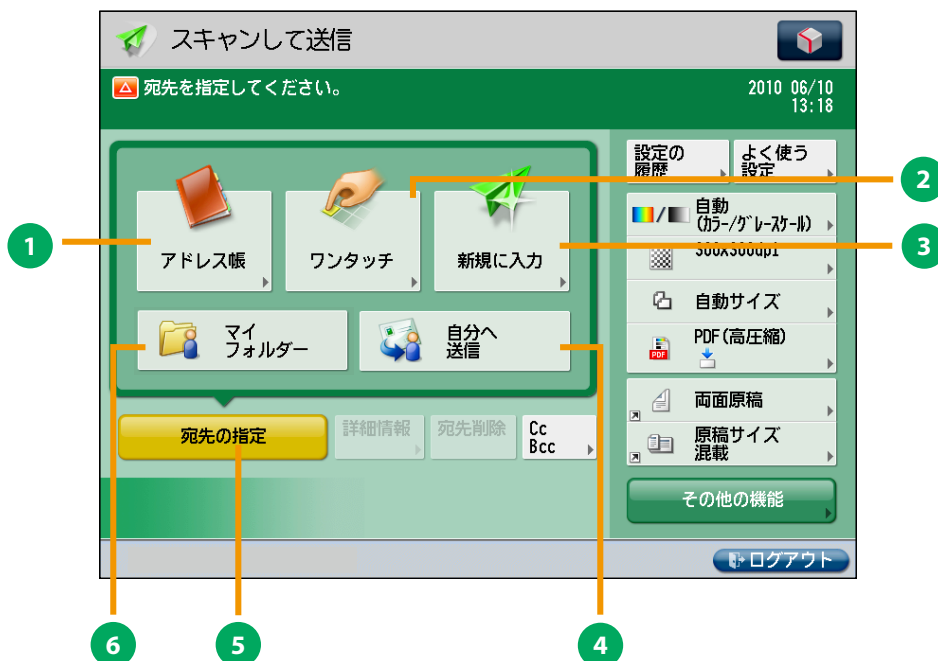 スキャンして送信
宛先を指定してください。
2010 06/10
13:18
アドレス帳
ワンタッチ
新規に入力
マイ
フォルダー
自分へ
送信
宛先の指定
詳細情報
宛先削除
Cc
Bcc
設定の
履歴
よく使う
設定
自動
(カラー/グレースケール)
300X300dpi
自動サイズ
PDF(高圧縮)
PDF
両面原稿
原稿サイズ
混載
その他の機能
ログアウト
1
2
3
4
5
6